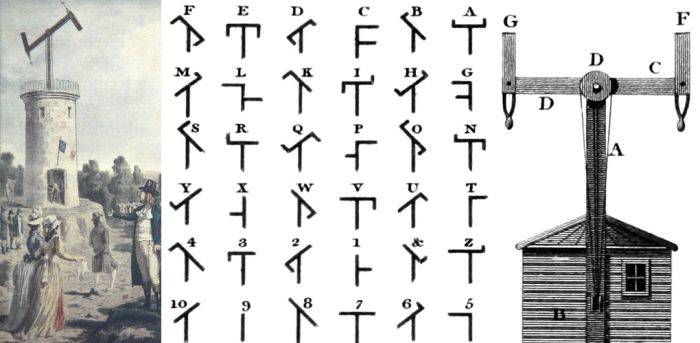 F E D C B A
M L K I H G
S R Q P O N
Y X W V U T
4 3 2 1 & Z
10 9 8 7 6 5
G F
D
C
D
A
B